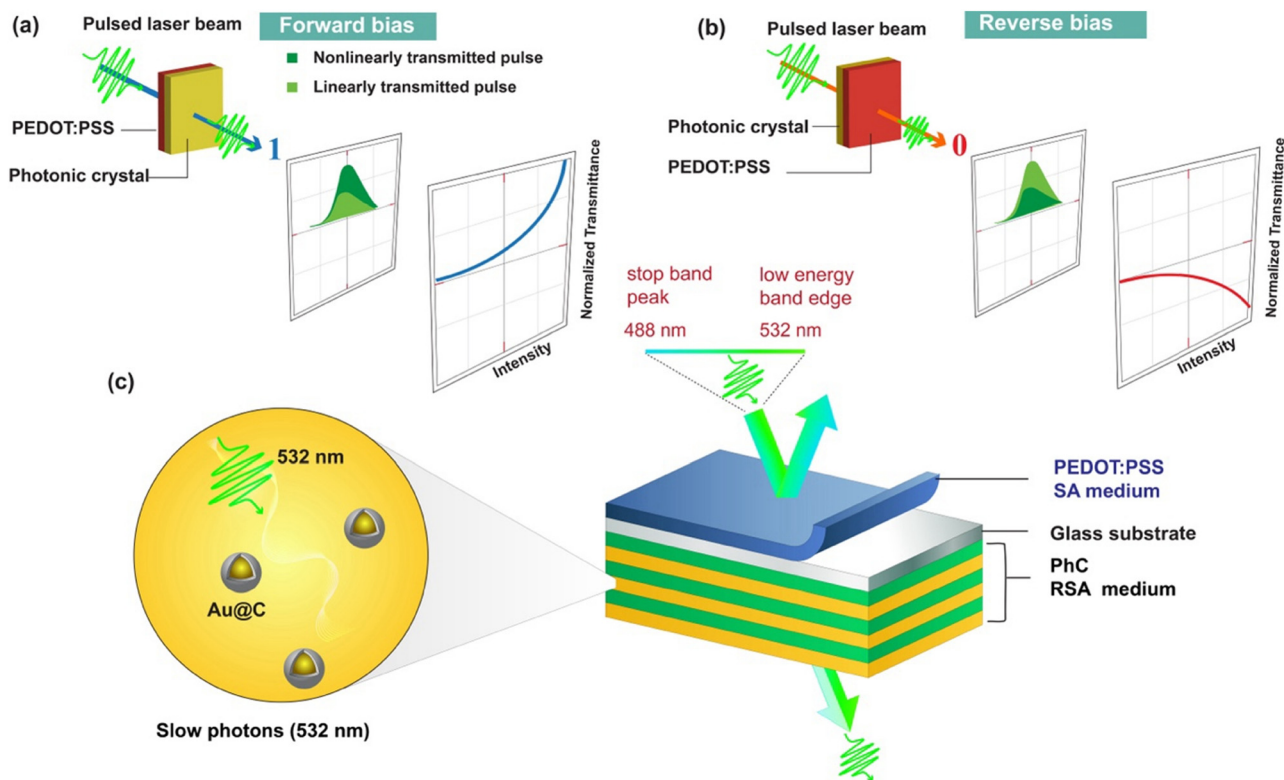 (a)
Forward bias
Pulsed laser beam
Nonlinearly transmitted pulse
Linearly transmitted pulse
PEDOT:PSS
Photonic crystal
1
Normalized Transmittance
Intensity
(b)
Reverse bias
Pulsed laser beam
Photonic crystal
PEDOT:PSS
0
Normalized Transmittance
Intensity
stop band
peak
488 nm
low energy
band edge
532 nm
(c)
532 nm
Au@C
Slow photons (532 nm)
PEDOT:PSS
SA medium
Glass substrate
PhC
RSA medium